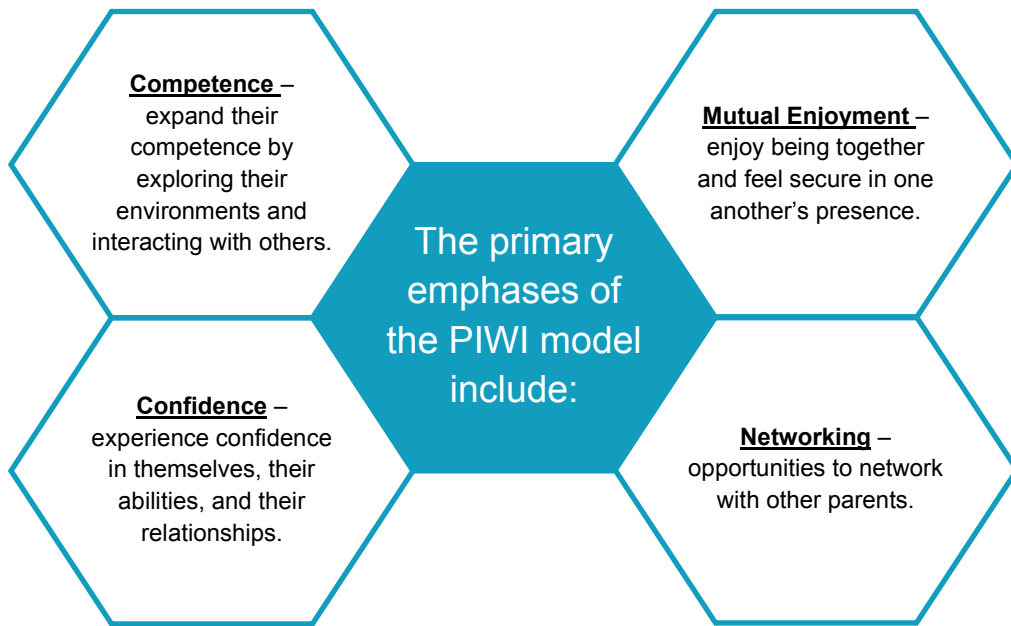 Competence –
expand their
competence by
exploring their
environments and
interacting with others.
Mutual Enjoyment –
enjoy being together
and feel secure in one
another’s presence.
The primary
emphases of
the PIWI model
include:
Confidence –
experience confidence
in themselves, their
abilities, and their
relationships.
Networking –
opportunities to network
with other parents.